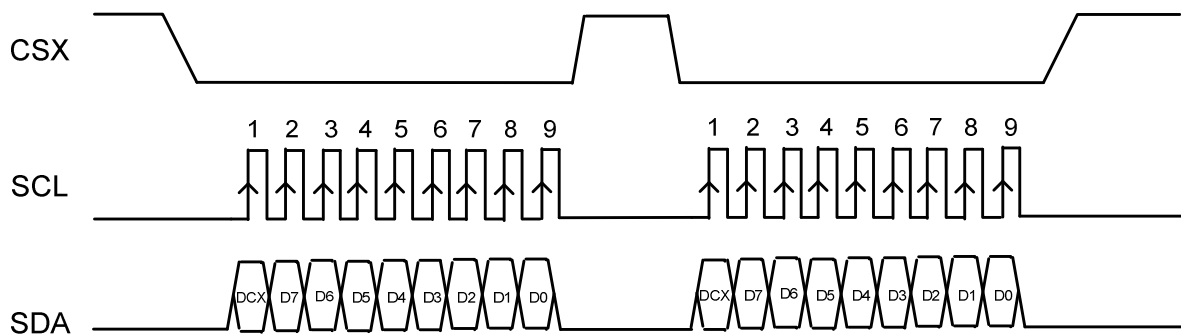 CSX
1 2 3 4 5 6 7 8 9 1 2 3 4 5 6 7 8 9
SCL
DCX D7 D6 D5 D4 D3 D2 D1 D0 DCX D7 D6 D5 D4 D3 D2 D1 D0
SDA